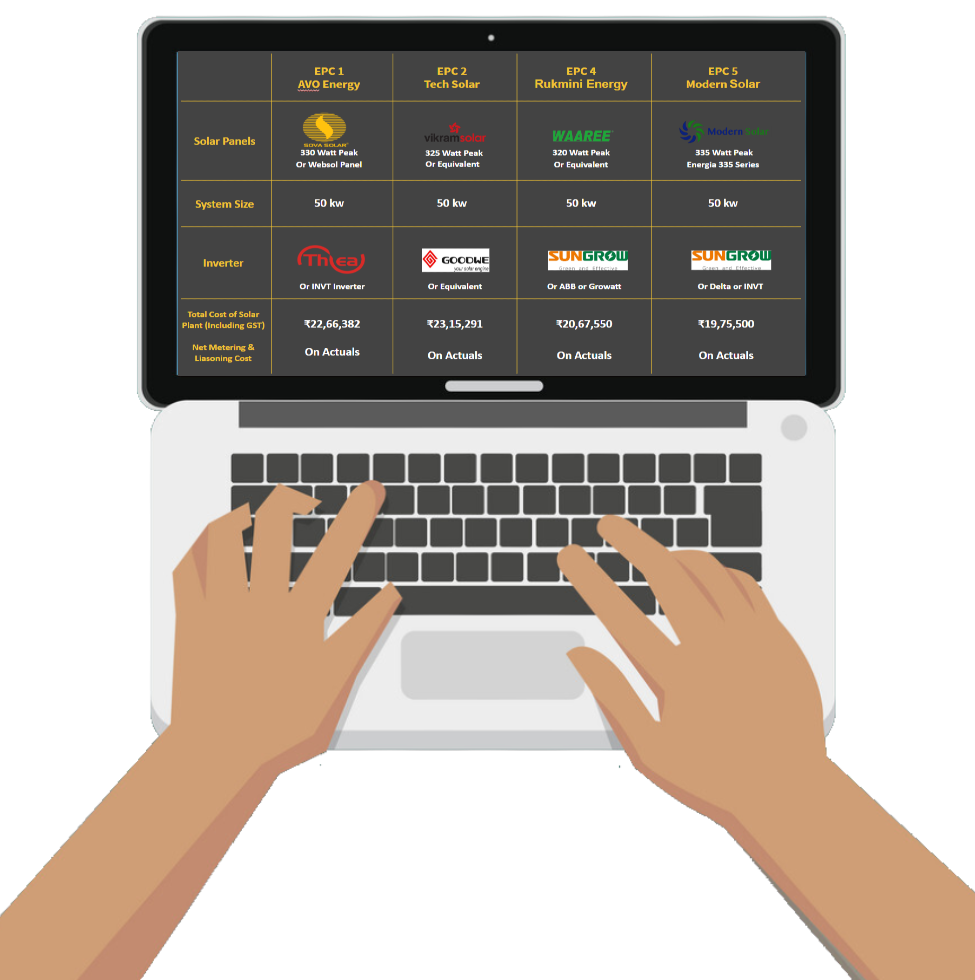 EPC 1
AVO Energy
EPC 2
Tech Solar
EPC 4
Rukmini Energy
EPC 5
Modern Solar
Solar Panels
SOVA SOLAR
330 Watt Peak
Or Websol Panel
vikramsolar
325 Watt Peak
Or Equivalent
WAAREE
320 Watt Peak
Or Equivalent
Modern Solar
335 Watt Peak
Energia 335 Series
System Size
50 kw
50 kw
50 kw
50 kw
Inverter
Or INVT Inverter
GOODWE
your solar engine
Or Equivalent
SUNGROW
Green and Effective
Or ABB or Growatt
SUNGROW
Green and Effective
Or Delta or INVT
Total Cost of Solar
Plant (Including GST)
₹22,66,382
₹23,15,291
₹20,67,550
₹19,75,500
Net Metering &
Liasoning Cost
On Actuals
On Actuals
On Actuals
On Actuals